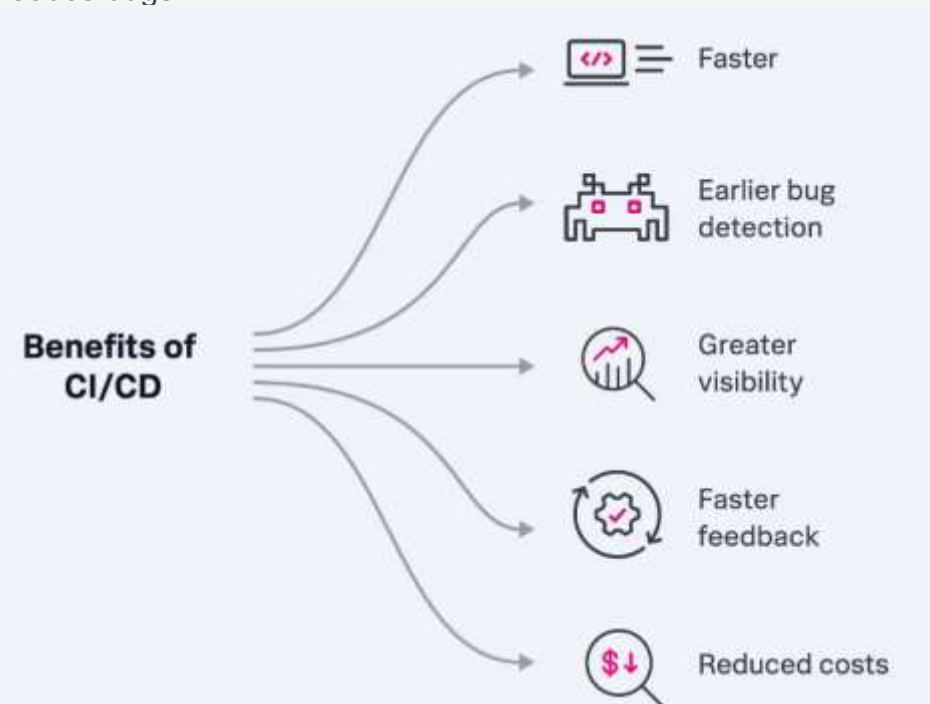 Faster
Earlier bug
detection
Benefits of
CI/CD
Greater
visibility
Faster
feedback
Reduced costs